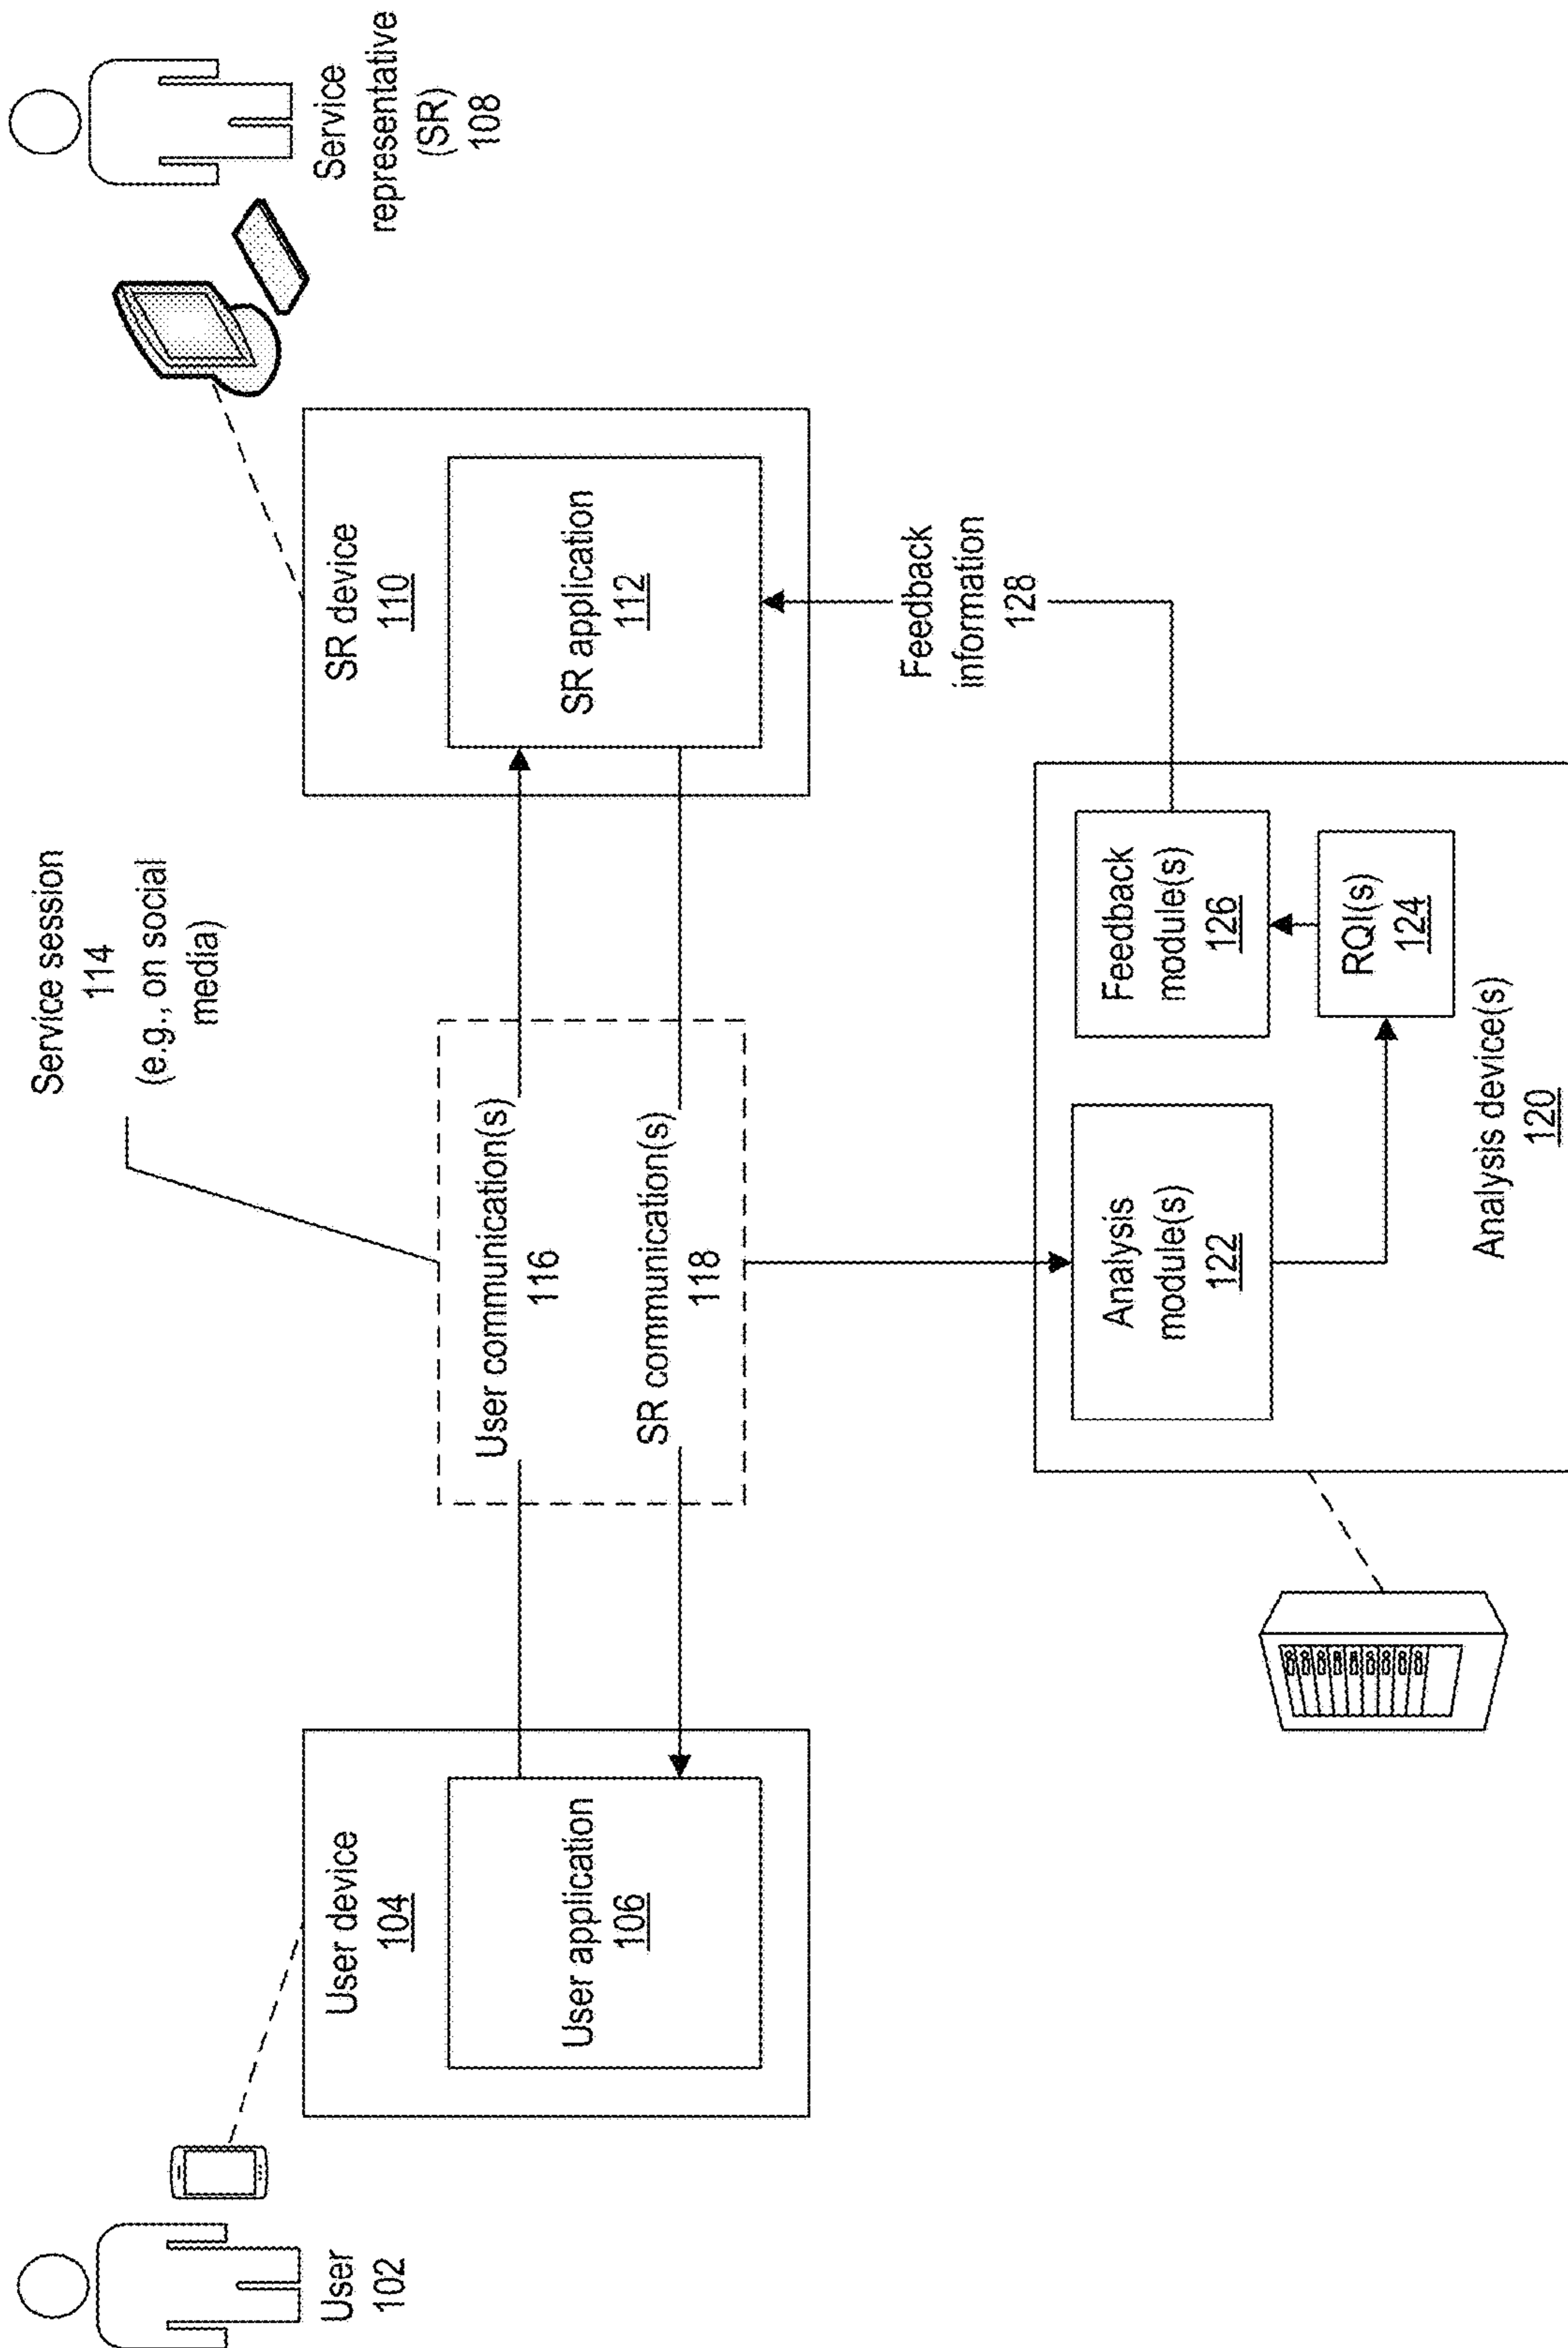 Service session
114
(e.g., on social
media)
User
102
Service
representative
(SR)
108
User device
104
User application
106
User communication(s)
116
SR communication(s)
118
SR device
110
SR application
112
Feedback
information
128
Analysis
module(s)
122
Feedback
module(s)
126
RQI(s)
124
Analysis device(s)
120